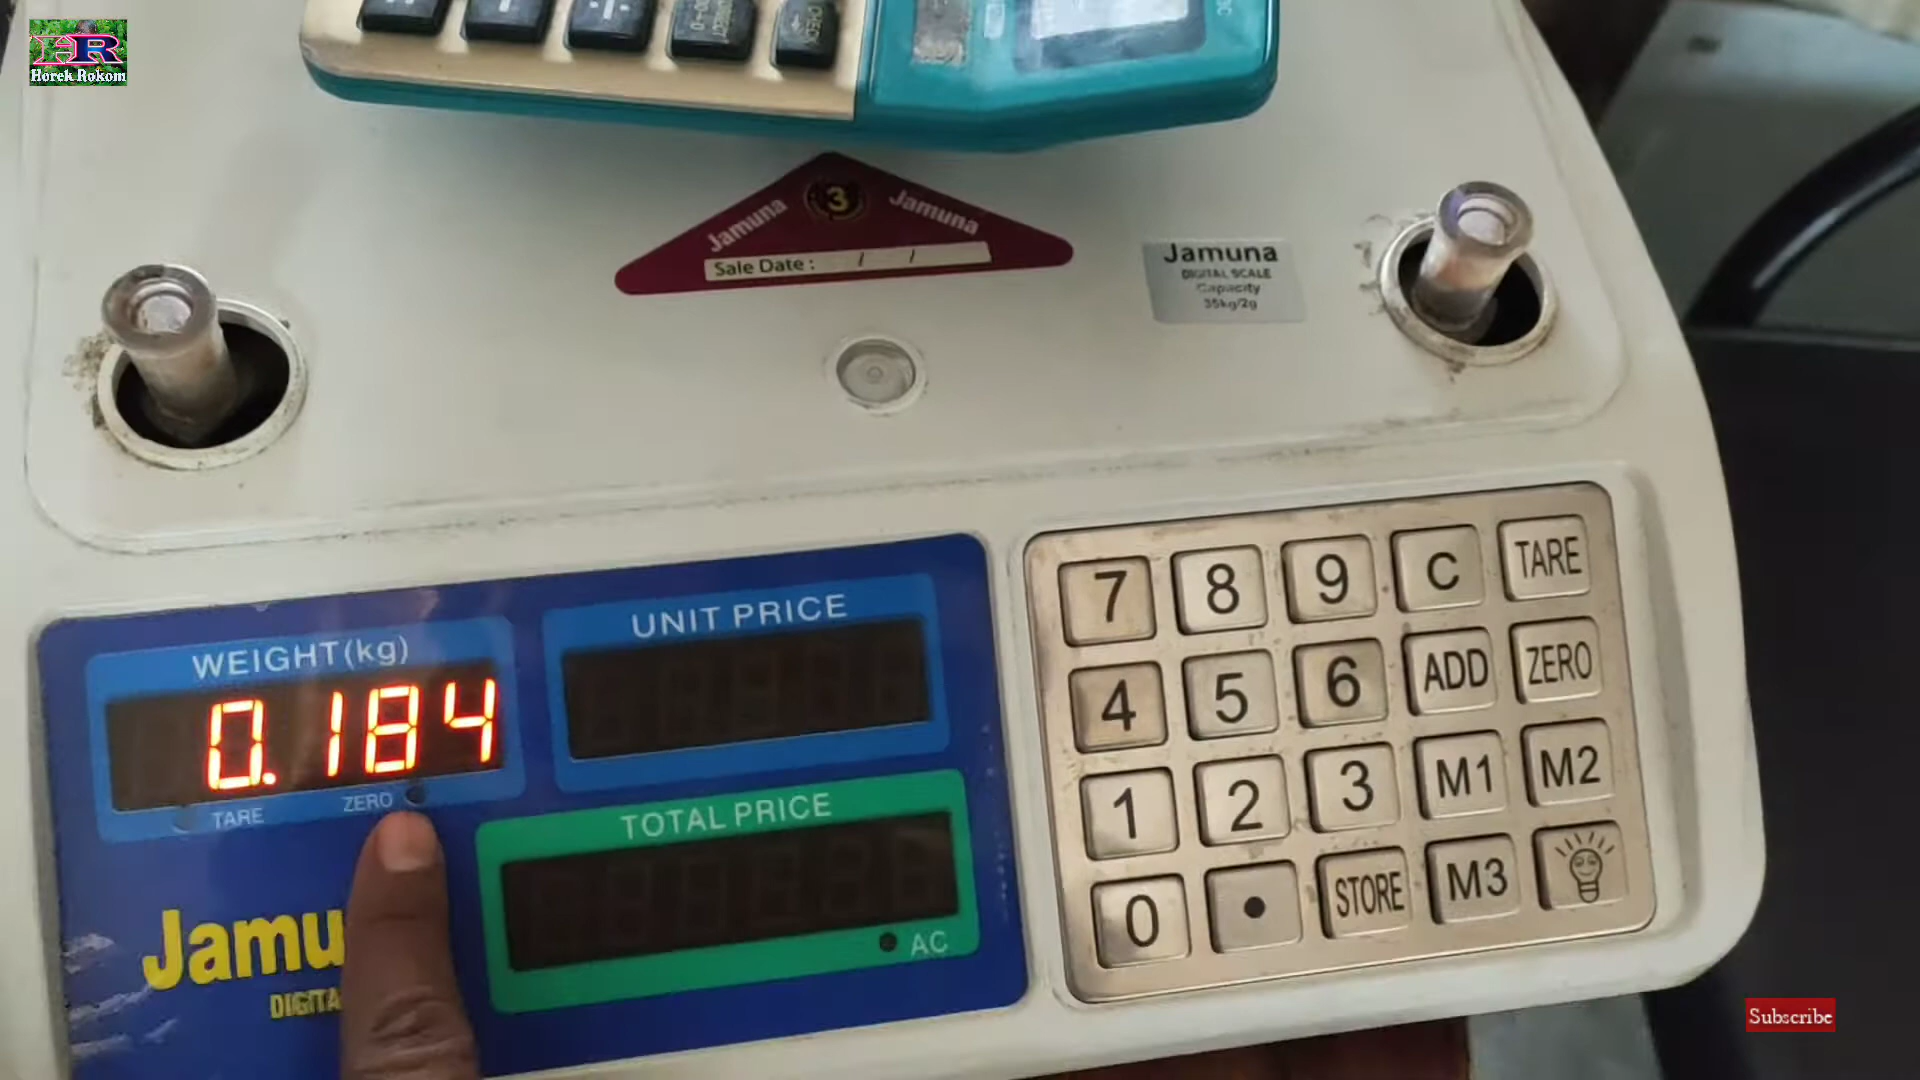 HR
Horek Rokom
Jamuna 3 Jamuna
Sale Date : / /
Jamuna
DIGITAL SCALE
Capacity
35kg/2g
WEIGHT(kg)
0.184
TARE
ZERO
UNIT PRICE
TOTAL PRICE
AC
Jamu
DIGITA
7 8 9 C TARE
4 5 6 ADD ZERO
1 2 3 M1 M2
0 • STORE M3
Subscribe